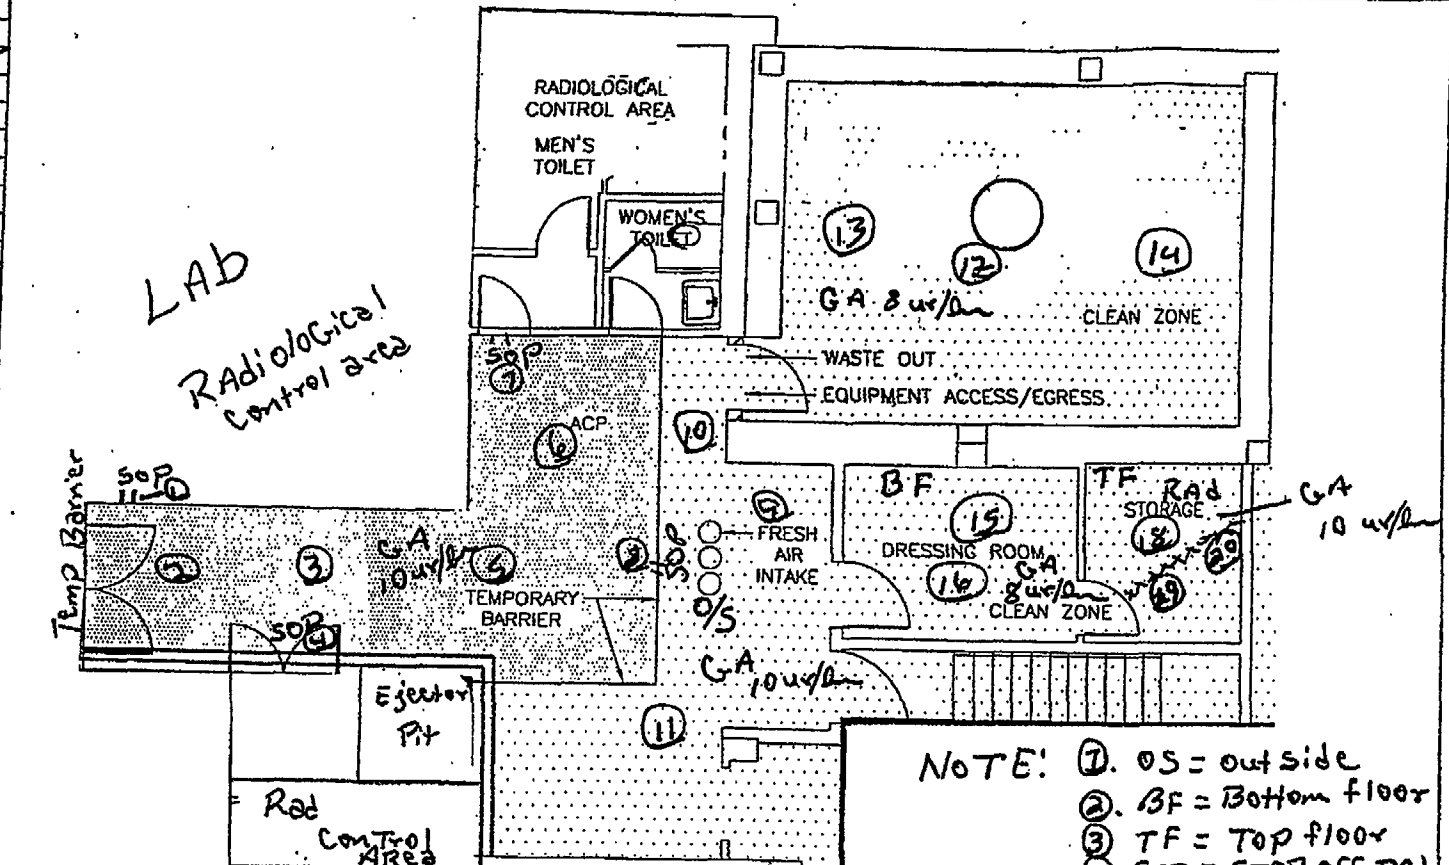 RADIOLOGICAL
CONTROL AREA
MEN'S
TOILET
WOMEN'S
TOILET
LAb
RAdiologicAl
control area
13
12
14
GA 8 ur/hr
CLEAN ZONE
WASTE OUT
EQUIPMENT ACCESS/EGRESS
SOP
7
ACP
6
10
Temp Barrier
SOP
1
2
3
GA
10 ur/hr
5
8
SOP
9
FRESH
AIR
INTAKE
O/S
TEMPORARY
BARRIER
SOP
4
BF
15
DRESSING ROOM
16
GA
8 ur/hr
CLEAN ZONE
TF
RAd
STORAGE
18
20
19
GA
10 ur/hr
GA
10 ur/hr
11
Ejector
Pit
Rad
ConTrol
AREA
NOTE!
1. OS = outside
2. BF = Bottom floor
3 TF = Top floor